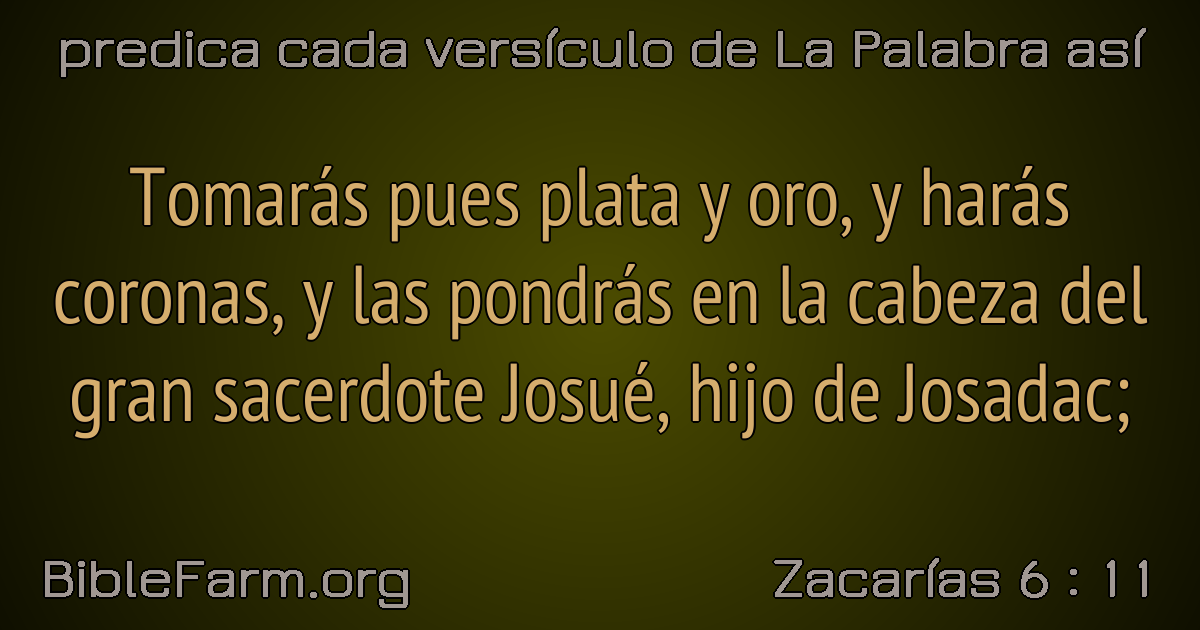 predica cada versículo de La Palabra así
Tomarás pues plata y oro, y harás
coronas, y las pondrás en la cabeza del
gran sacerdote Josué, hijo de Josadac;
BibleFarm.org
Zacarías 6 : 11